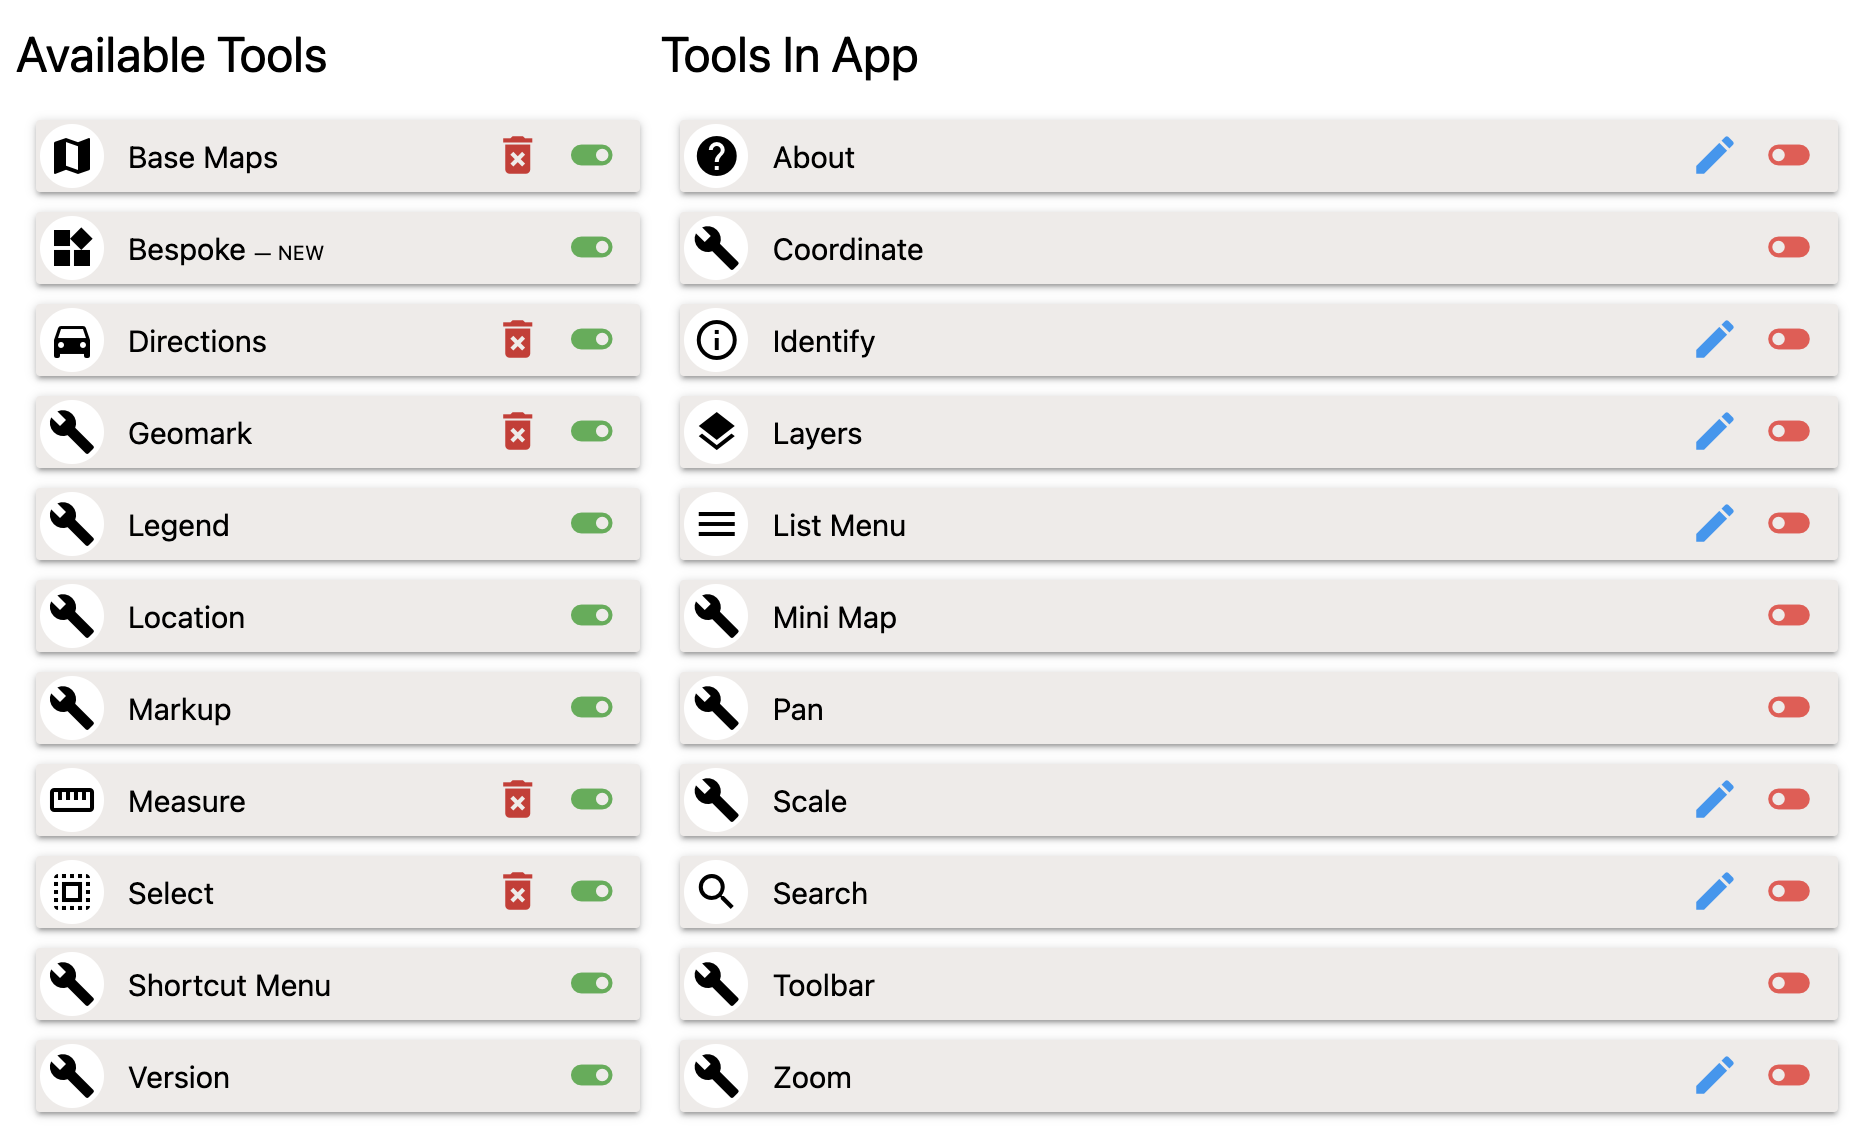 Available Tools
Base Maps
Bespoke — NEW
Directions
Geomark
Legend
Location
Markup
Measure
Select
Shortcut Menu
Version
Tools In App
About
Coordinate
Identify
Layers
List Menu
Mini Map
Pan
Scale
Search
Toolbar
Zoom